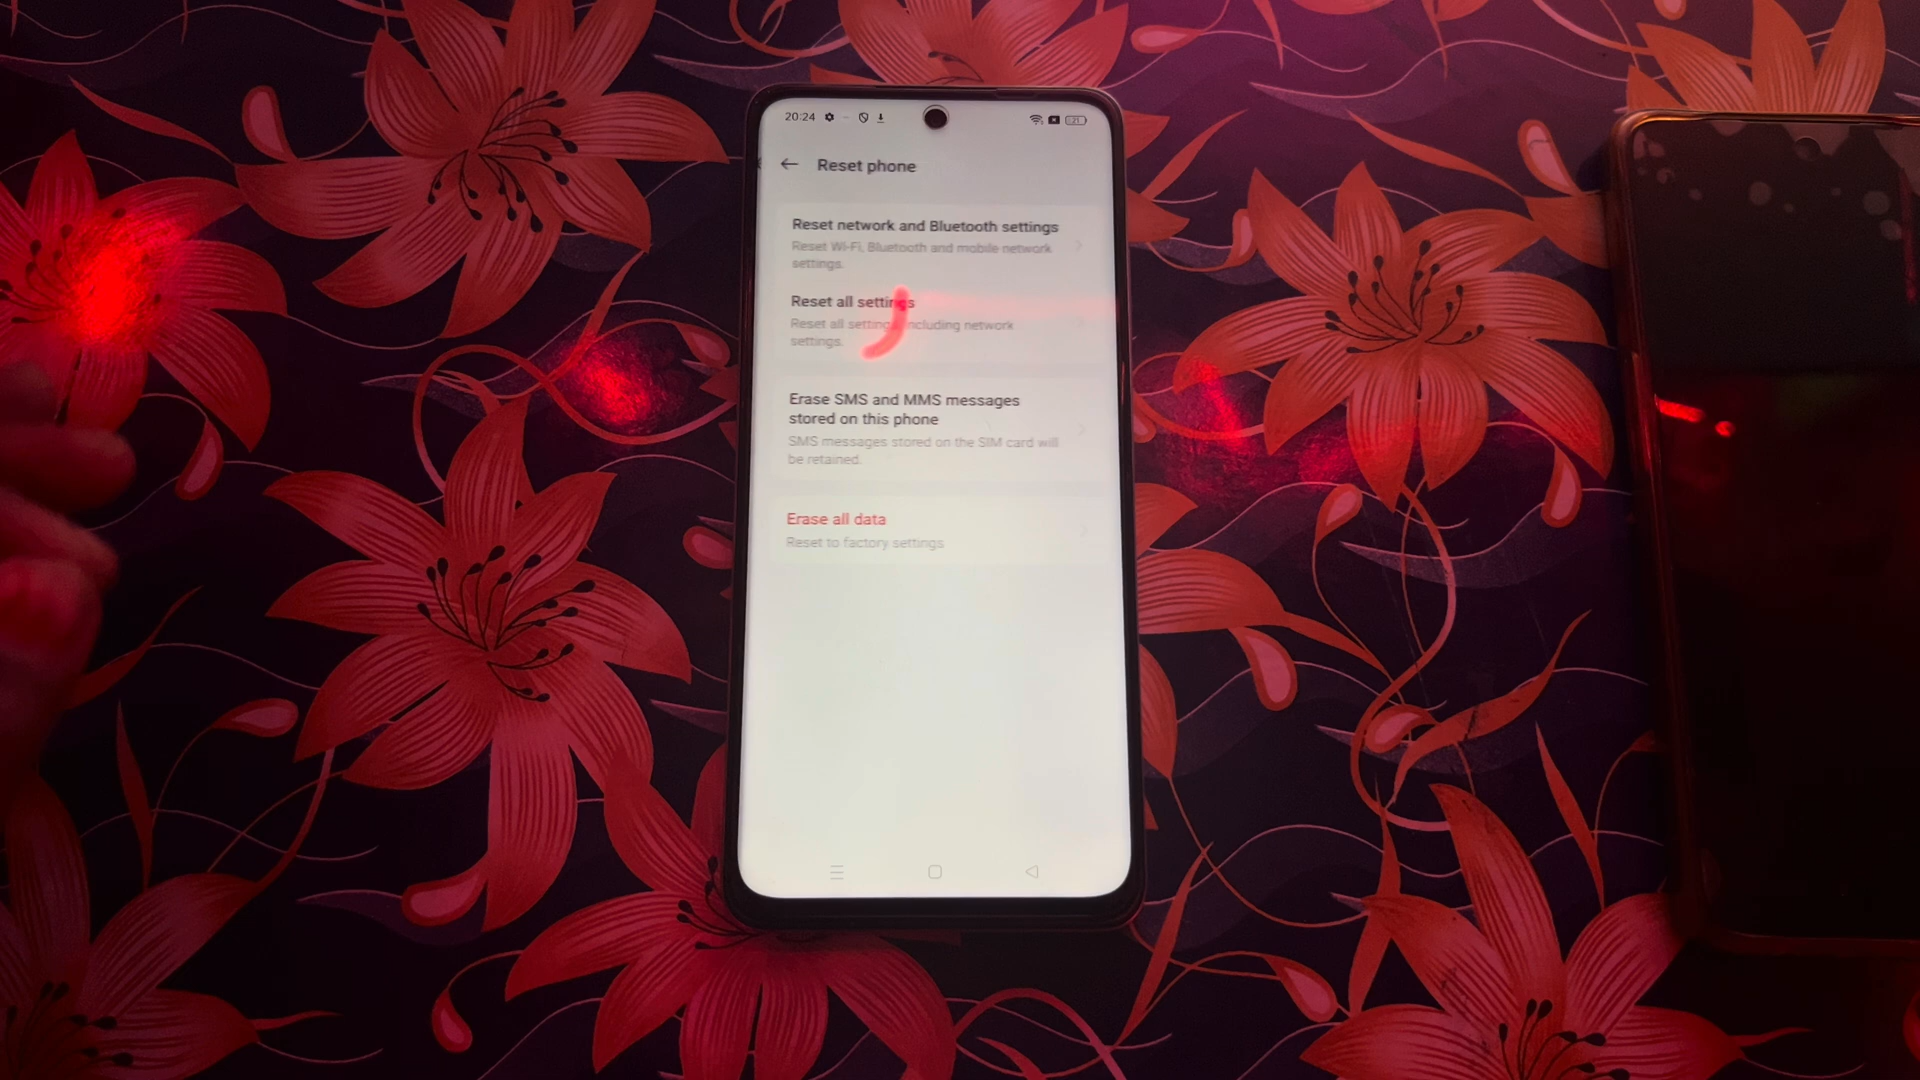 20:24
Reset phone
Reset network and Bluetooth settings
Reset Wi-Fi, Bluetooth and mobile network
settings.
Reset all settings
Reset all settings, including network
settings.
Erase SMS and MMS messages
stored on this phone
SMS messages stored on the SIM card will
be retained.
Erase all data
Reset to factory settings